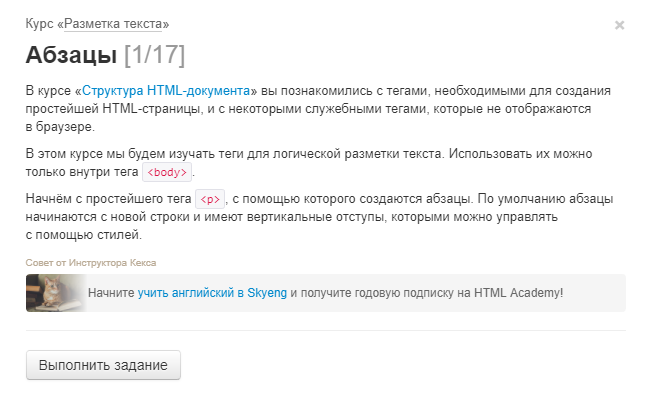 Курс «Разметка текста»
×
Абзацы [1/17]
В курсе «Структура HTML-документа» вы познакомились с тегами, необходимыми для создания
простейшей HTML-страницы, и с некоторыми служебными тегами, которые не отображаются
в браузере.
В этом курсе мы будем изучать теги для логической разметки текста. Использовать их можно
только внутри тега <body>.
Начнём с простейшего тега <p>, с помощью которого создаются абзацы. По умолчанию абзацы
начинаются с новой строки и имеют вертикальные отступы, которыми можно управлять
с помощью стилей.
Совет от Инструктора Кекса
Начните учить английский в Skyeng и получите годовую подписку на HTML Academy!
Выполнить задание